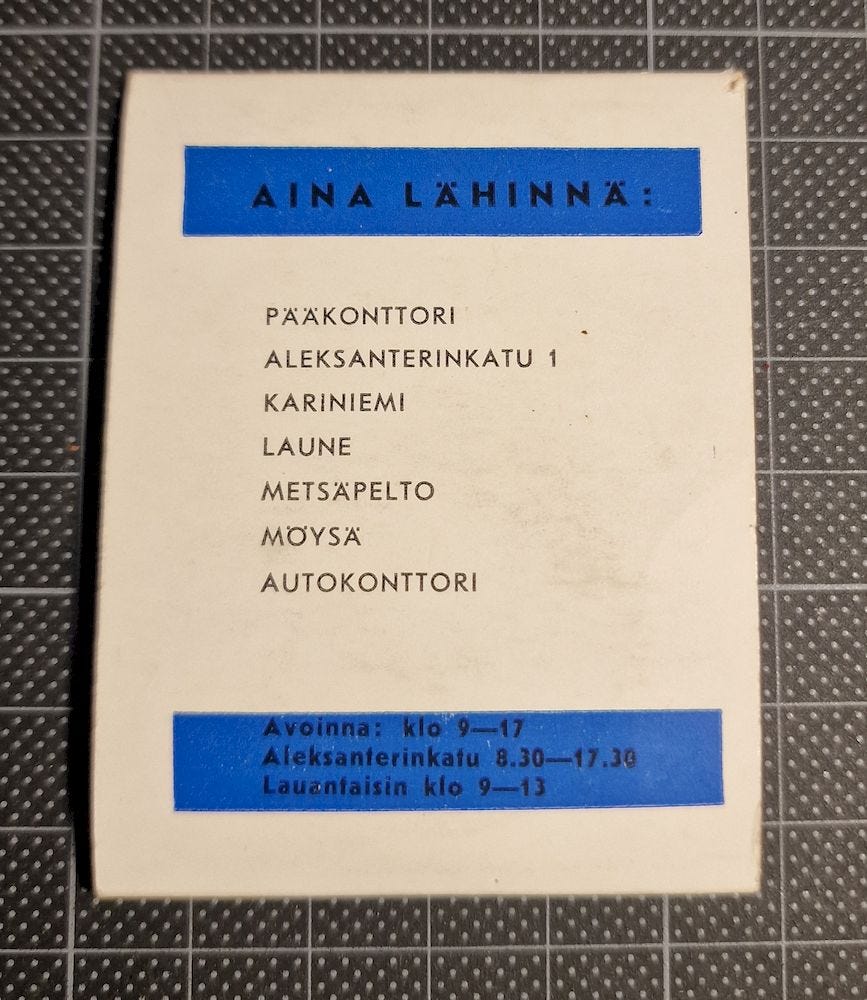 AINA LÄHINNÄ:
PÄÄKONTTORI
ALEKSANTERINKATU 1
KARINIEMI
LAUNE
METSÄPELTO
MÖYSÄ
AUTOKONTTORI
Avoinna: klo 9—17
Aleksanterinkatu 8.30—17.30
Lauantaisin klo 9—13